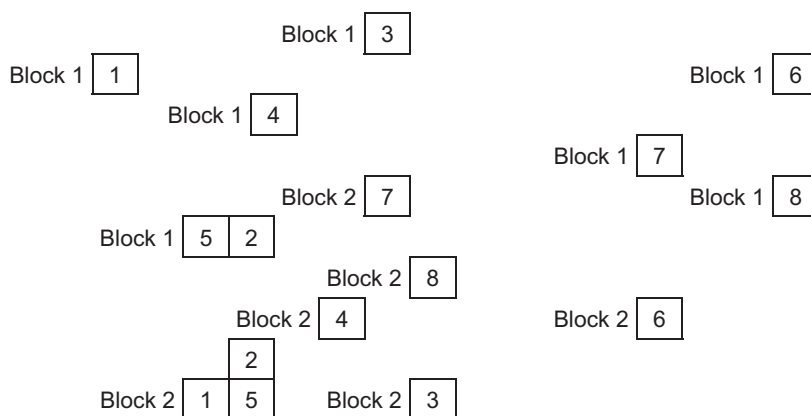 Block 1 3
Block 1 1
Block 1 6
Block 1 4
Block 1 7
Block 2 7
Block 1 8
Block 1 5 2
Block 2 8
Block 2 4
Block 2 6
2
Block 2 1 5
Block 2 3